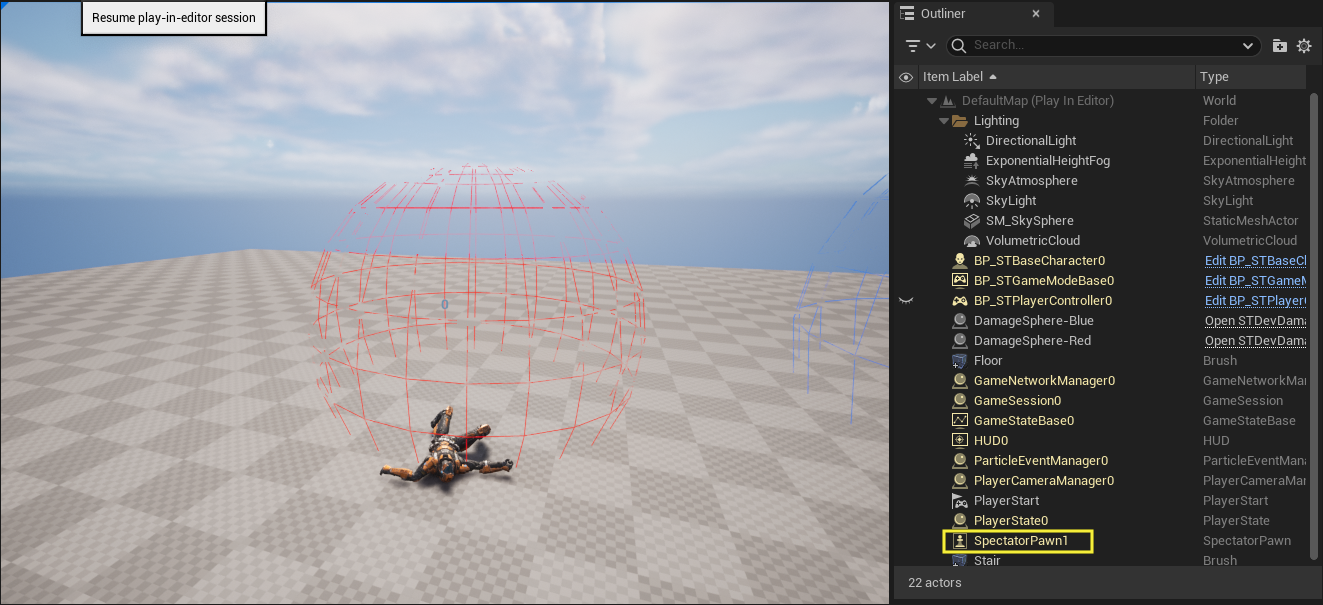 Resume play-in-editor session
0
Outliner
Search...
Item Label Type
DefaultMap (Play In Editor) World
Lighting Folder
DirectionalLight DirectionalLight
ExponentialHeightFog ExponentialHeight
SkyAtmosphere SkyAtmosphere
SkyLight SkyLight
SM_SkySphere StaticMeshActor
VolumetricCloud VolumetricCloud
BP_STBaseCharacter0 Edit BP_STBaseCl
BP_STGameModeBase0 Edit BP_STGameM
BP_STPlayerController0 Edit BP_STPlayer
DamageSphere-Blue Open STDevDama
DamageSphere-Red Open STDevDama
Floor Brush
GameNetworkManager0 GameNetworkMa
GameSession0 GameSession
GameStateBase0 GameStateBase
HUD0 HUD
ParticleEventManager0 ParticleEventMana
PlayerCameraManager0 PlayerCameraMa
PlayerStart PlayerStart
PlayerState0 PlayerState
SpectatorPawn1 SpectatorPawn
Stair Brush
22 actors